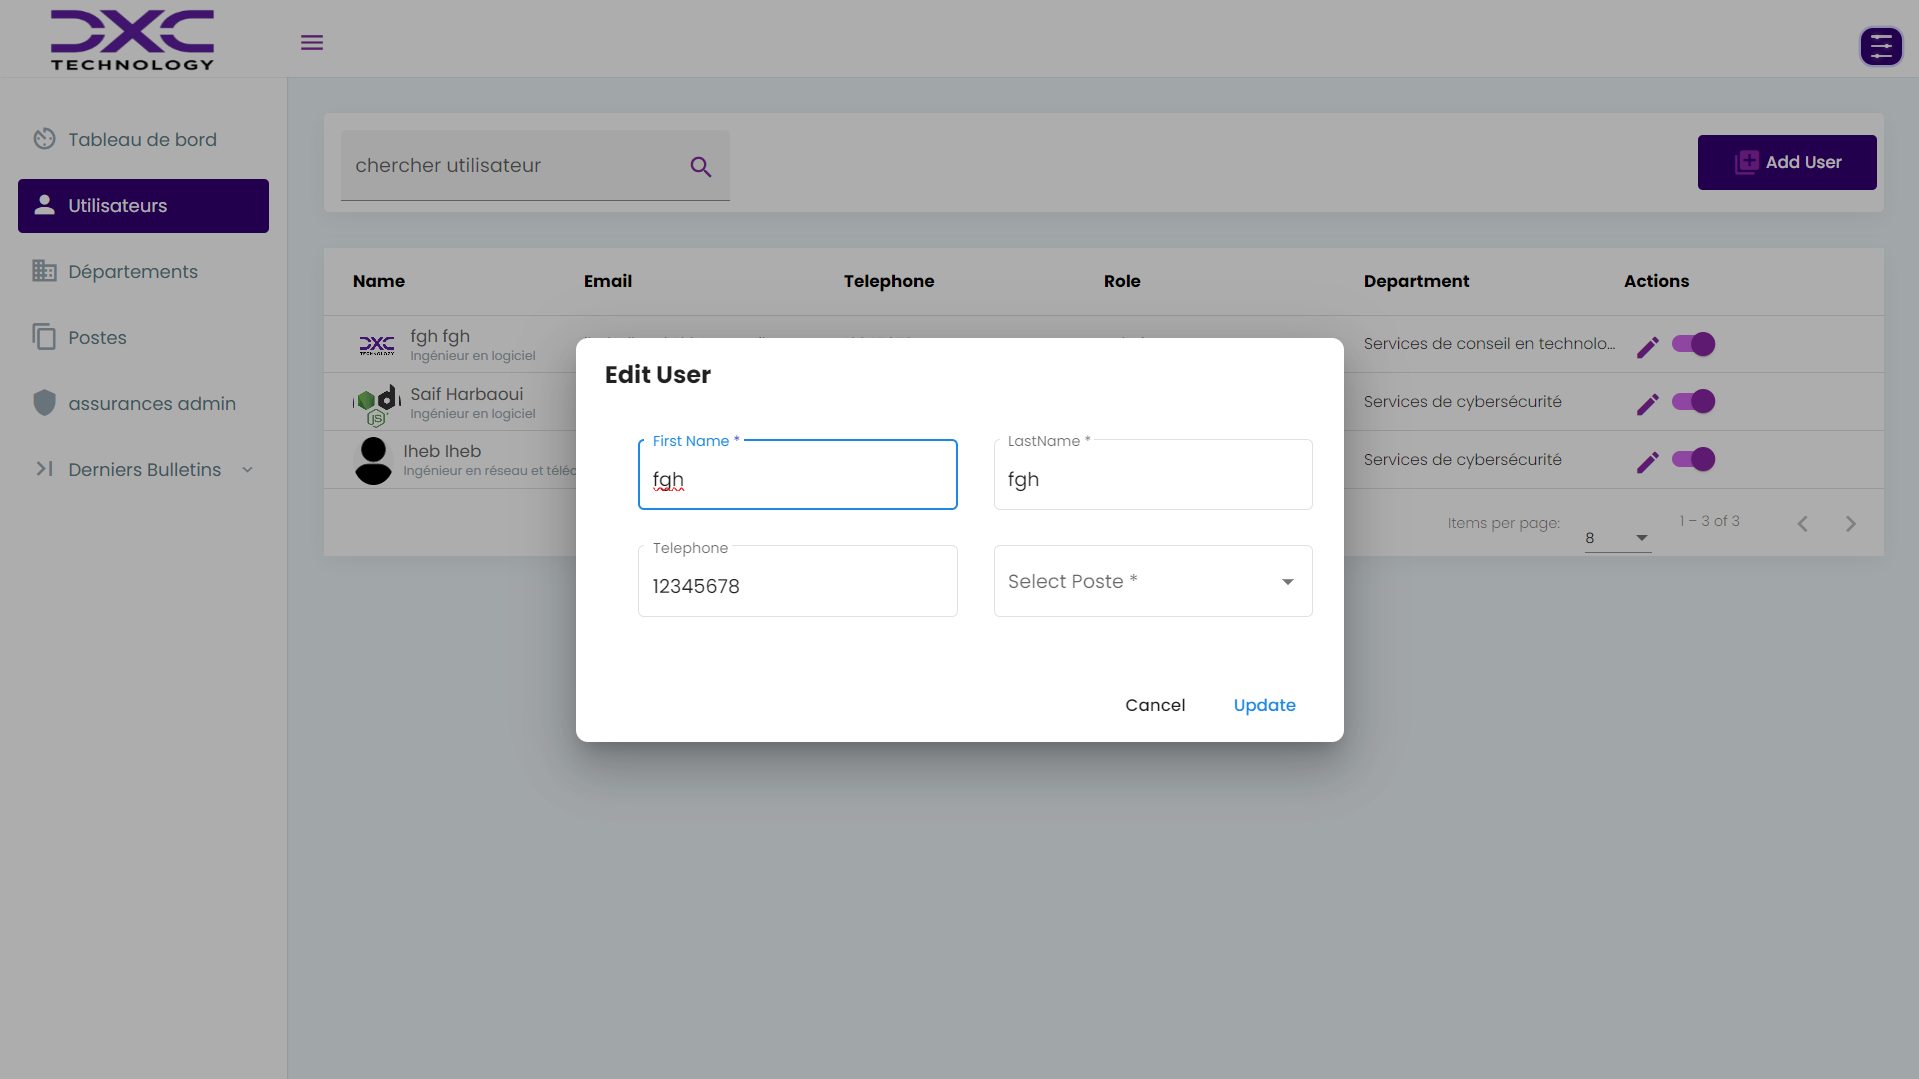 DXC
TECHNOLOGY
Tableau de bord
Utilisateurs
Départements
Postes
assurances admin
Derniers Bulletins
chercher utilisateur
Add User
Name Email Telephone Role Department Actions
fgh fgh
Ingénieur en logiciel
Services de conseil en technolo...
Saif Harbaoui
Ingénieur en logiciel
Services de cybersécurité
Iheb Iheb
Ingénieur en réseau et téléc
Services de cybersécurité
Items per page: 8 1 – 3 of 3
Edit User
First Name * LastName *
fgh fgh
Telephone
12345678 Select Poste *
Cancel Update